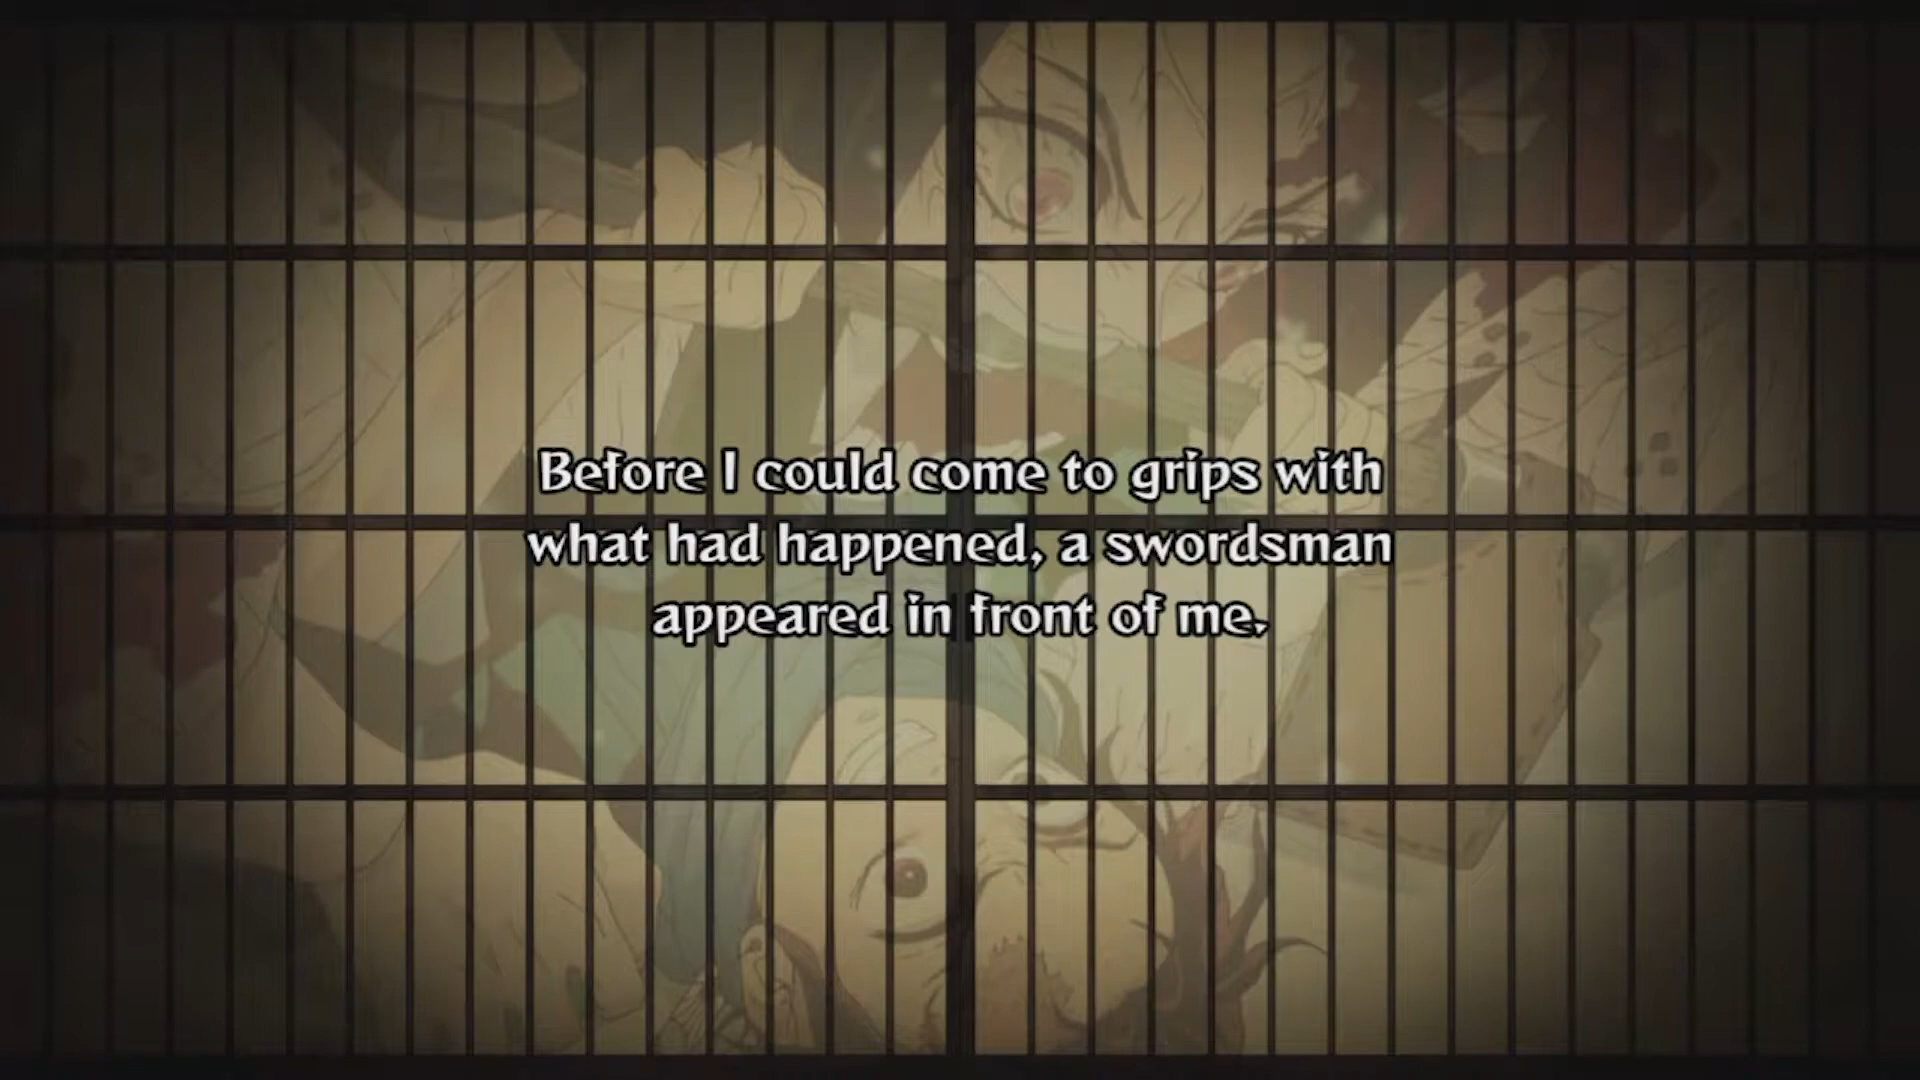 Before I could come to grips with
what had happened, a swordsman
appeared in front of me.